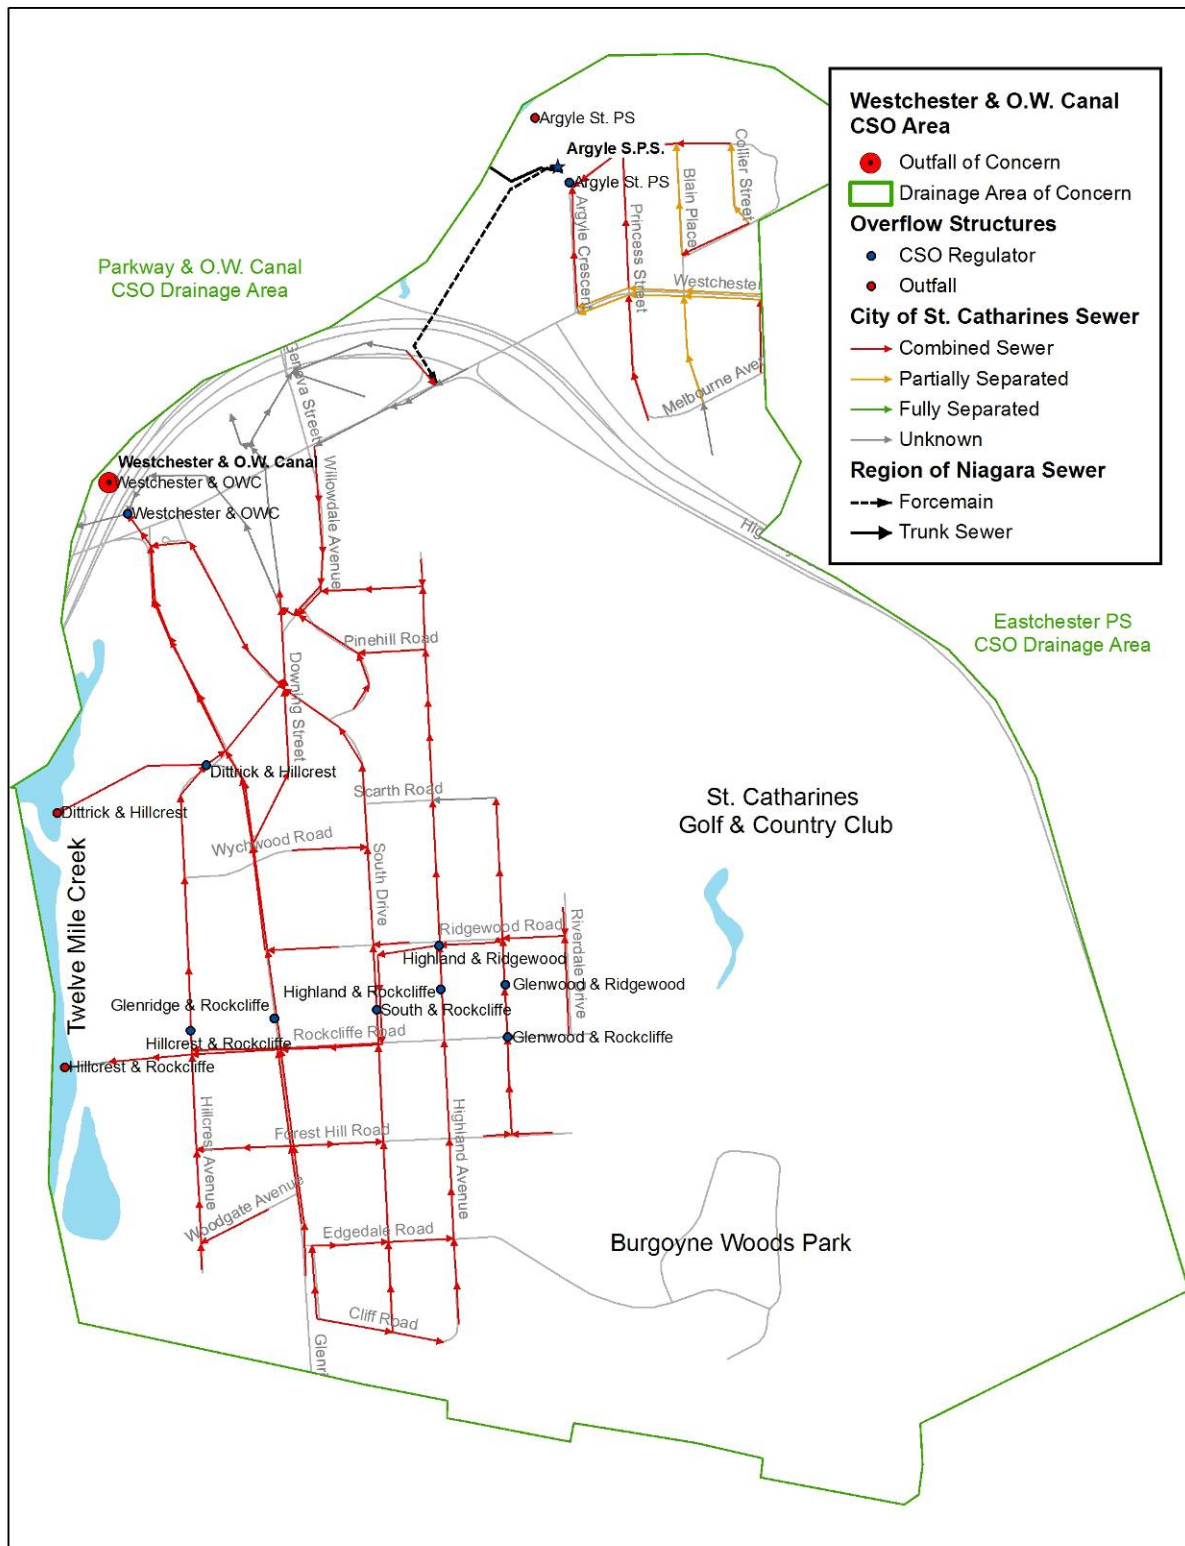 Argyle St. PS
Argyle S.P.S.
Argyle St. PS
Argyle Crescent
Princess Street
Blain Place
Collier Street
Westchester
Melbourne Aven
Parkway & O.W. Canal
CSO Drainage Area
Geneva Street
Willowdale Avenue
Westchester & O.W. Canal
Westchester & OWC
Westchester & OWC
Hig
Westchester & O.W. Canal
CSO Area
Outfall of Concern
Drainage Area of Concern
Overflow Structures
CSO Regulator
Outfall
City of St. Catharines Sewer
Combined Sewer
Partially Separated
Fully Separated
Unknown
Region of Niagara Sewer
Forcemain
Trunk Sewer
Eastchester PS
CSO Drainage Area
Pinehill Road
Downing Street
Dittrick & Hillcrest
Dittrick & Hillcrest
Scarth Road
St. Catharines
Golf & Country Club
Wychwood Road
South Drive
Twelve Mile Creek
Ridgewood Road
Riverdale Drive
Highland & Ridgewood
Highland & Rockcliffe
Glenwood & Ridgewood
Glenridge & Rockcliffe
South & Rockcliffe
Rockcliffe Road
Glenwood & Rockcliffe
Hillcrest & Rockcliffe
Hillcrest & Rockcliffe
Hillcrest Avenue
Forest Hill Road
Highland Avenue
Woodgate Avenue
Edgedale Road
Burgoyne Woods Park
Cliff Road
Glenri